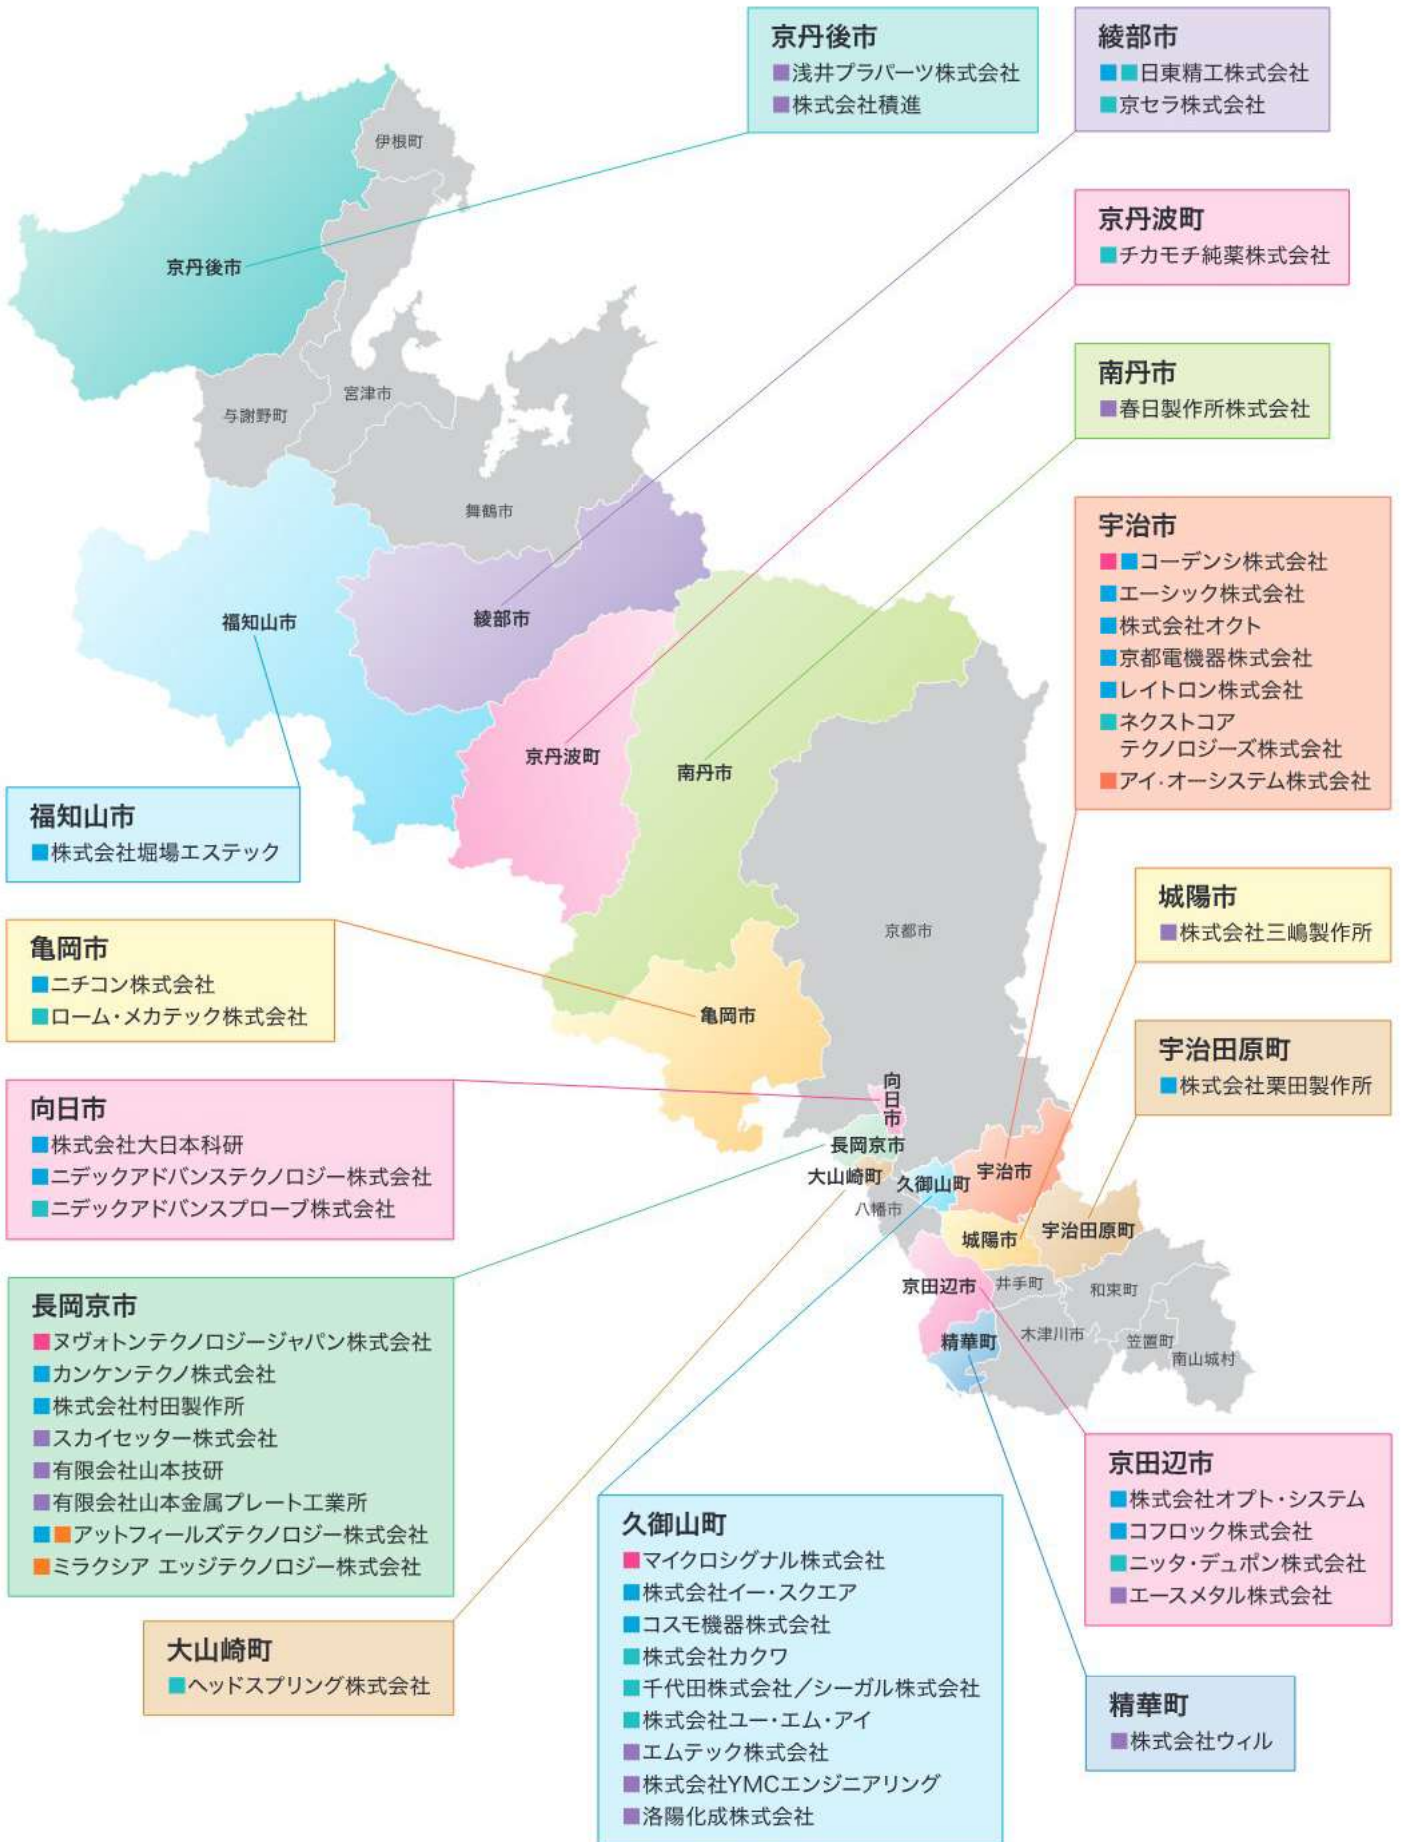 京丹後市
■浅井プラパーツ株式会社
■株式会社積進
綾部市
■■日東精工株式会社
■京セラ株式会社
京丹波町
■チカモチ純薬株式会社
南丹市
■春日製作所株式会社
宇治市
■■コーデンシ株式会社
■エーシック株式会社
■株式会社オクト
■京都電機器株式会社
■レイトロン株式会社
■ネクストコア
テクノロジーズ株式会社
■アイ・オーシステム株式会社
城陽市
■株式会社三嶋製作所
宇治田原町
■株式会社栗田製作所
福知山市
■株式会社堀場エステック
亀岡市
■ニチコン株式会社
■ローム・メカテック株式会社
向日市
■株式会社大日本科研
■ニデックアドバンステクノロジー株式会社
■ニデックアドバンスプローブ株式会社
長岡京市
■ヌヴォトンテクノロジージャパン株式会社
■カンケンテクノ株式会社
■株式会社村田製作所
■スカイセッター株式会社
■有限会社山本技研
■有限会社山本金属プレート工業所
■■アットフィールズテクノロジー株式会社
■ミラクシア エッジテクノロジー株式会社
大山崎町
■ヘッドスプリング株式会社
久御山町
■マイクロシグナル株式会社
■株式会社イー・スクエア
■コスモ機器株式会社
■株式会社カクワ
■千代田株式会社／シーガル株式会社
■株式会社ユー・エム・アイ
■エムテック株式会社
■株式会社YMCエンジニアリング
■洛陽化成株式会社
京田辺市
■株式会社オプト・システム
■コフロック株式会社
■ニッタ・デュポン株式会社
■エースメタル株式会社
精華町
■株式会社ウィル
伊根町
京丹後市
宮津市
与謝野町
舞鶴市
福知山市
綾部市
京丹波町
南丹市
京都市
亀岡市
向日市
長岡京市
大山崎町
久御山町
宇治市
八幡市
城陽市
宇治田原町
京田辺市
井手町
和束町
精華町
木津川市
笠置町
南山城村